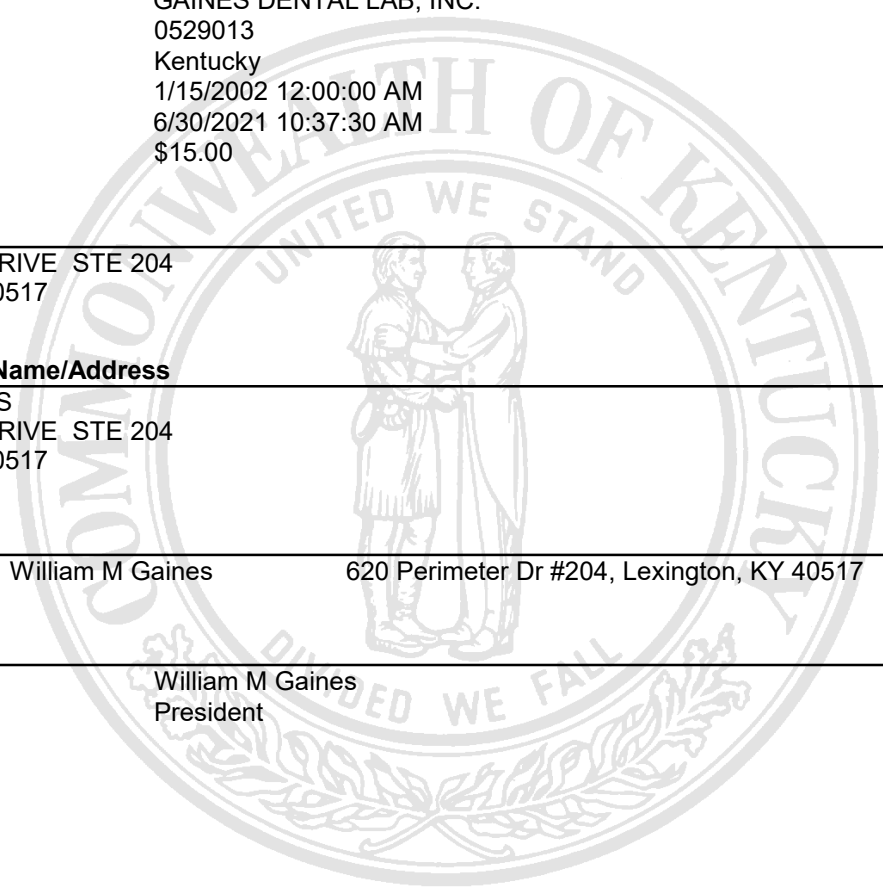 GAINES DENTAL LAB, INC.
0529013
Kentucky
1/15/2002 12:00:00 AM
6/30/2021 10:37:30 AM
$15.00
RIVE STE 204
0517
Name/Address
S
RIVE STE 204
0517
William M Gaines 620 Perimeter Dr #204, Lexington, KY 40517
William M Gaines
President
COMMONWEALTH OF KENTUCKY
UNITED WE STAND
DIVIDED WE FALL